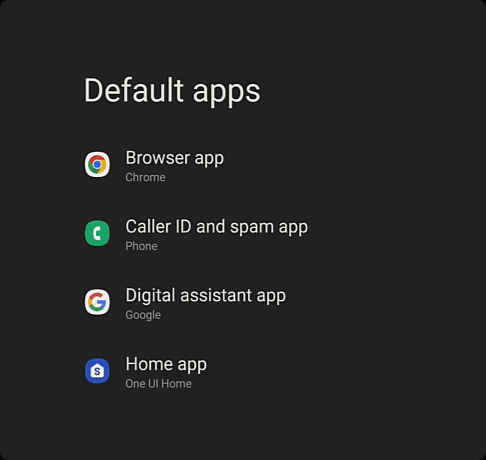 Default apps
Browser app
Chrome
Caller ID and spam app
Phone
Digital assistant app
Google
Home app
One UI Home